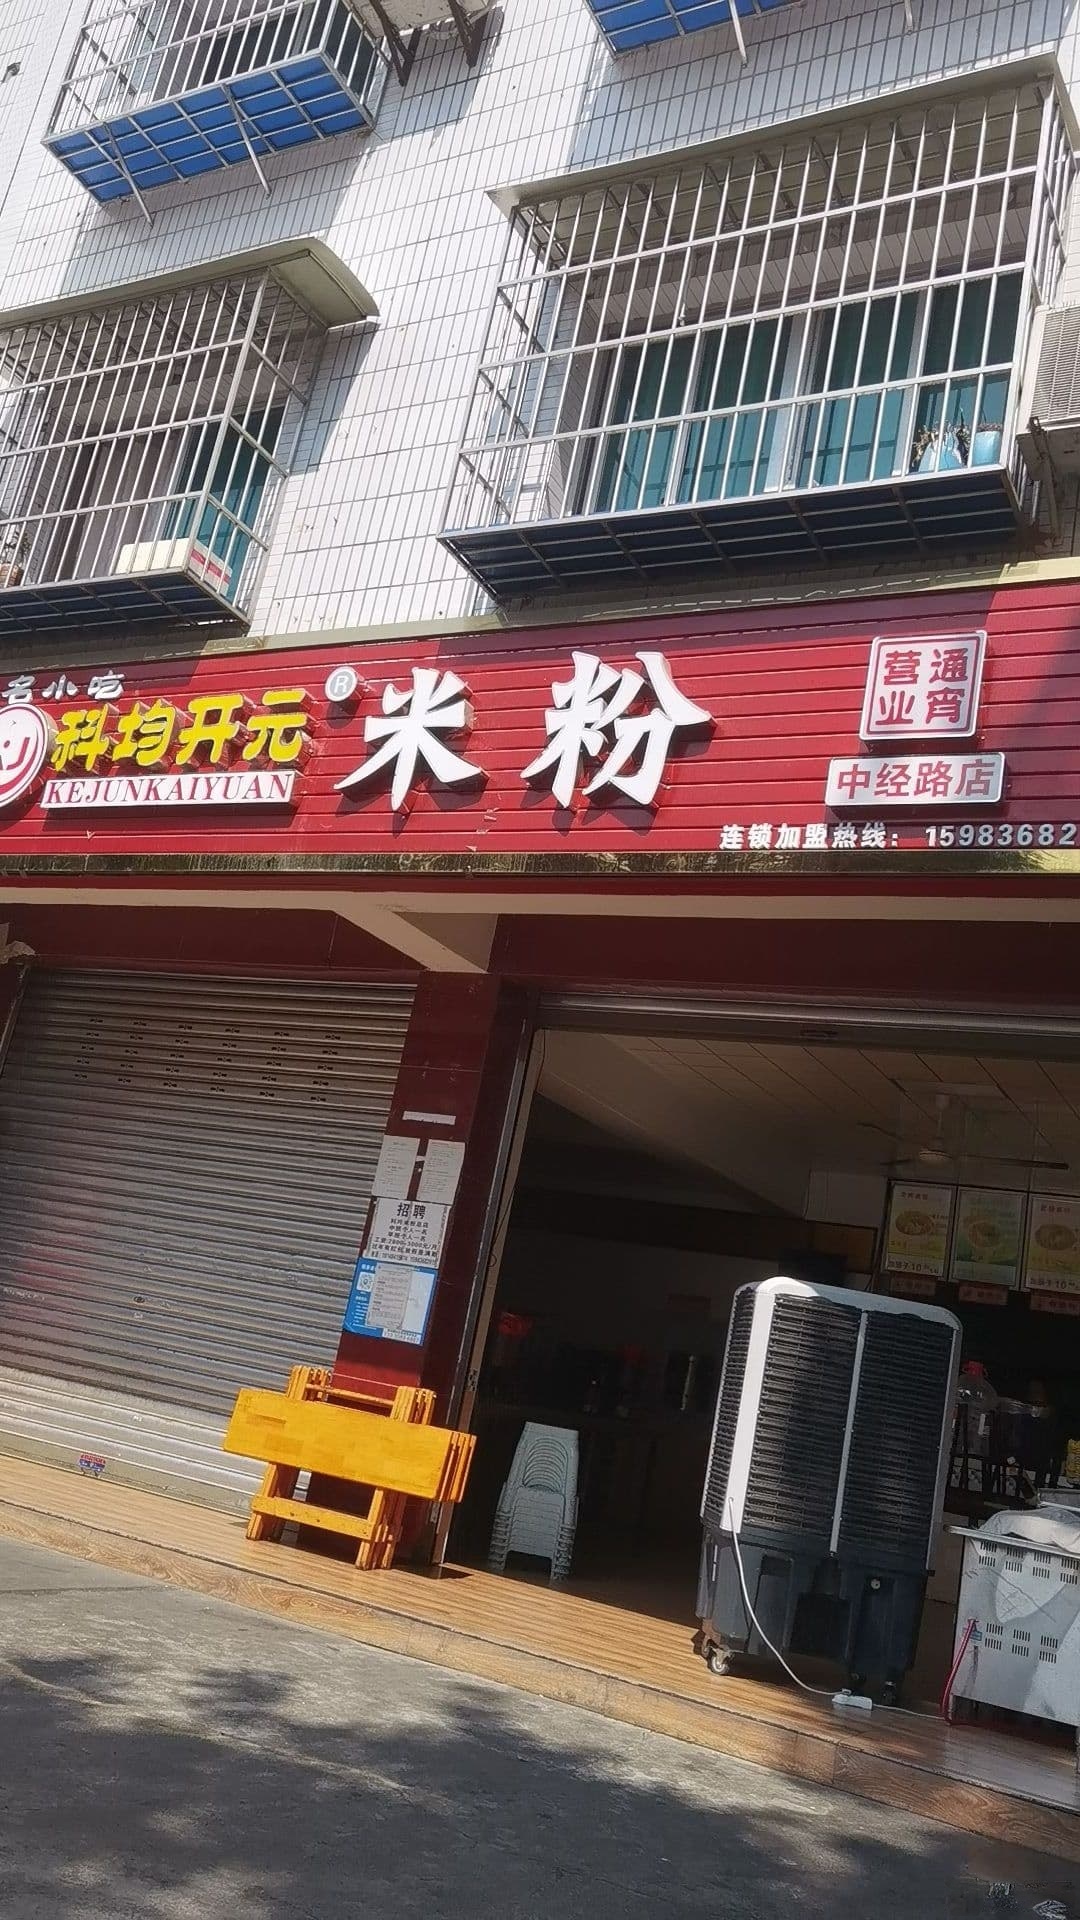 名小吃
科均开元
®
KEJUNKAIYUAN
米粉
通宵
营业
中经路店
连锁加盟热线：15983682
招聘